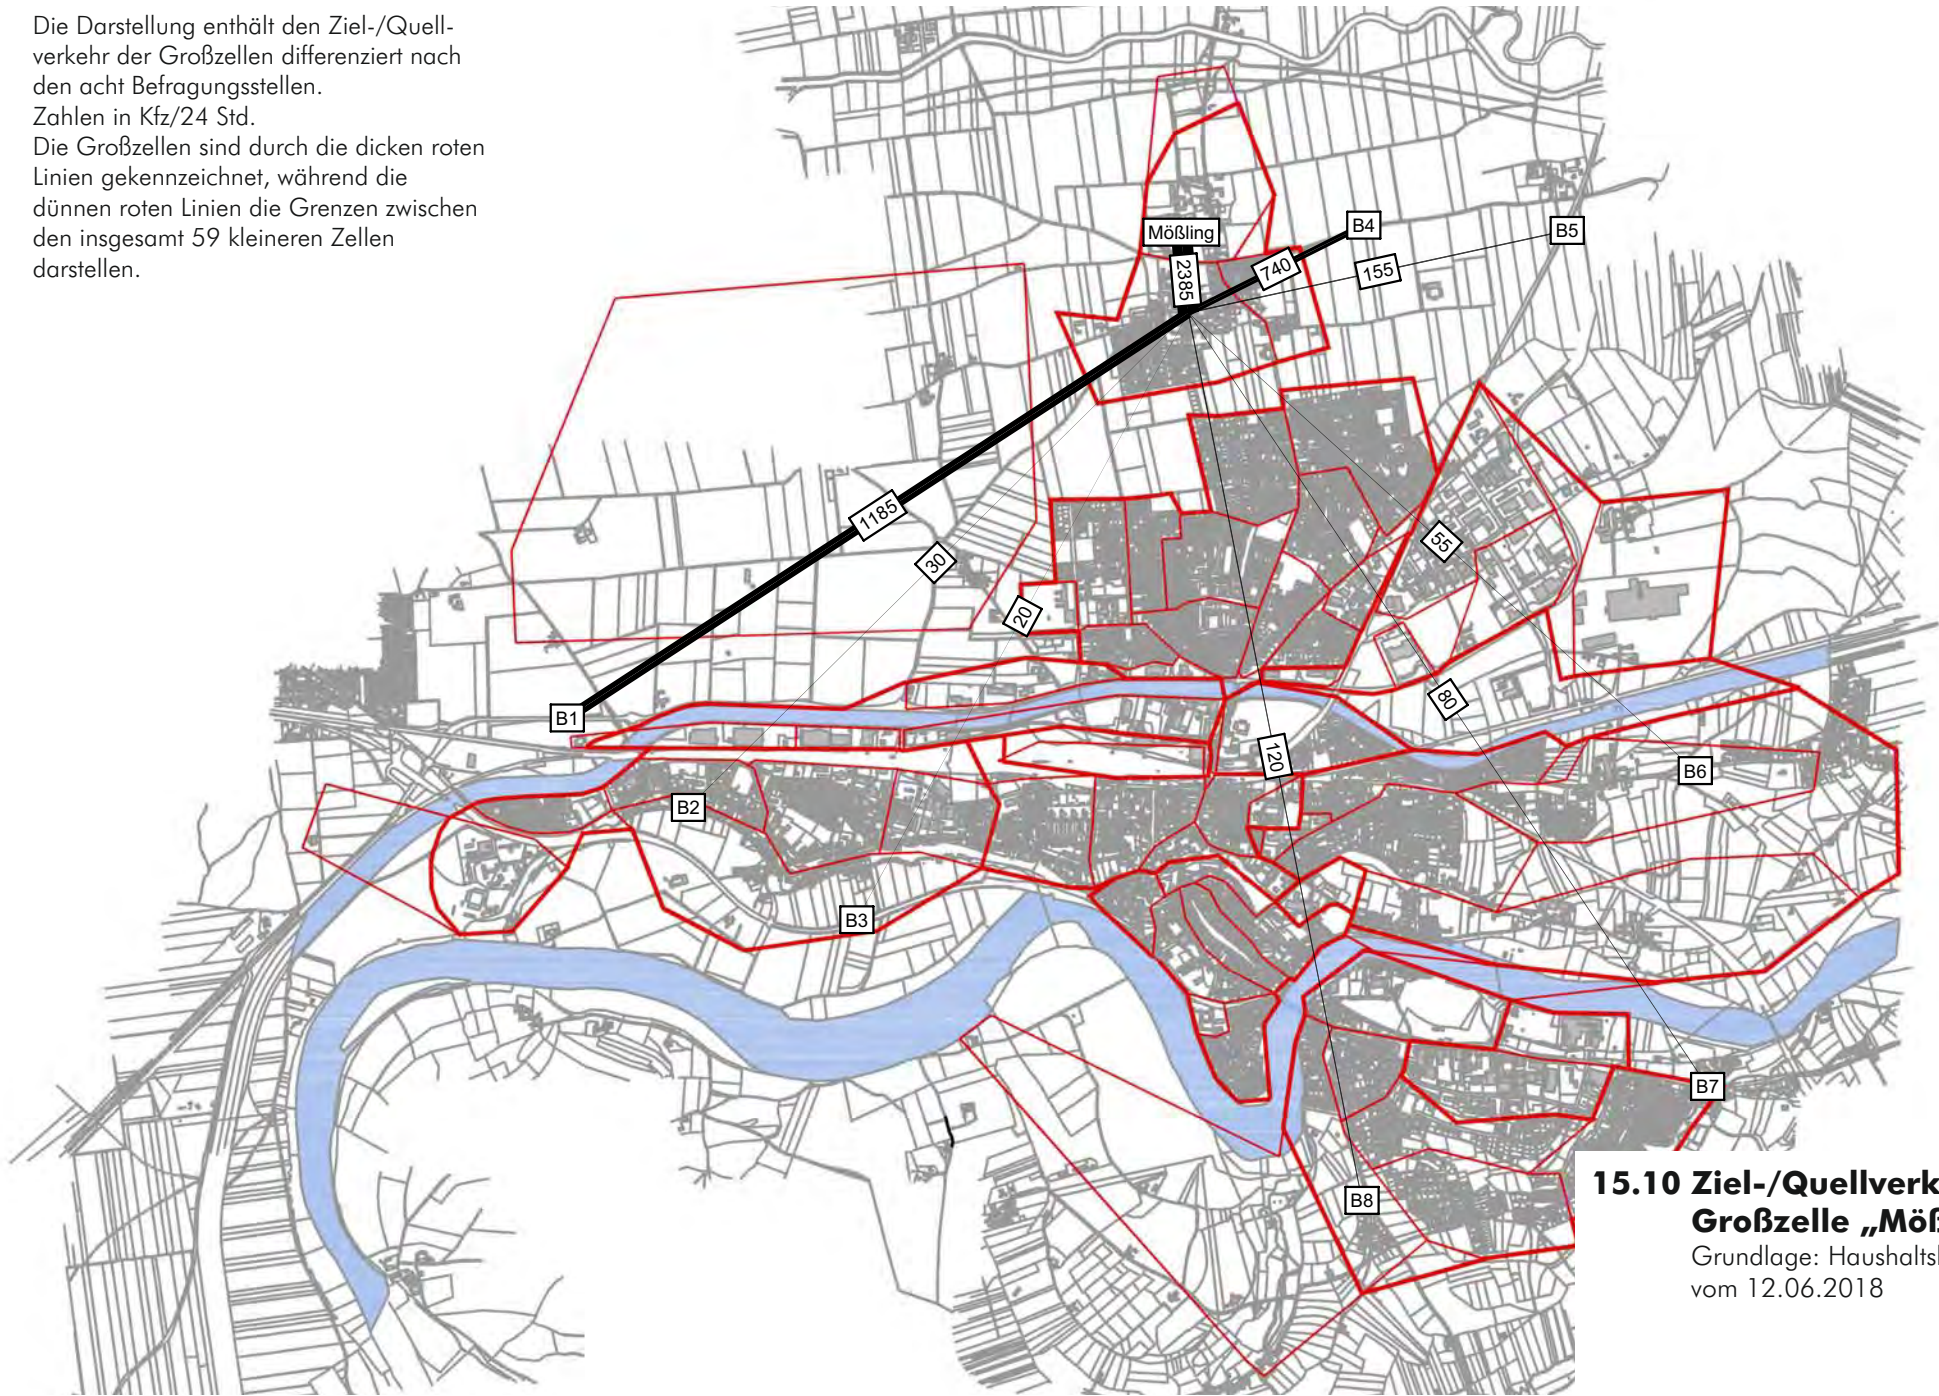 Die Darstellung enthält den Ziel-/Quell-
verkehr der Großzellen differenziert nach
den acht Befragungsstellen.
Zahlen in Kfz/24 Std.
Die Großzellen sind durch die dicken roten
Linien gekennzeichnet, während die
dünnen roten Linien die Grenzen zwischen
den insgesamt 59 kleineren Zellen
darstellen.
Mößling
B4
B5
2385
740
155
1185
30
55
20
80
B1
120
B6
B2
B3
B7
B8
15.10 Ziel-/Quellverk
Großzelle „Möß
Grundlage: Haushalts
vom 12.06.2018